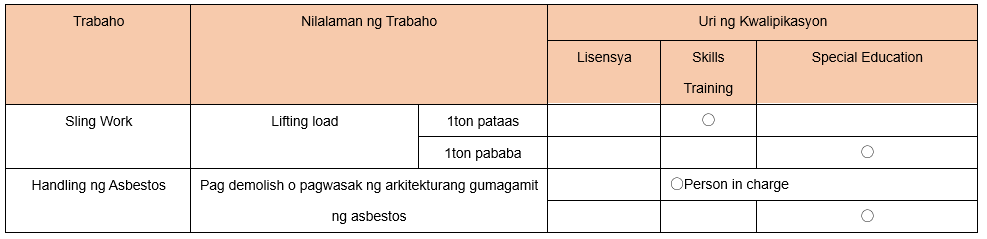 Trabaho
Nilalaman ng Trabaho
Uri ng Kwalipikasyon
Lisensya
Skills
Training
Special Education
Sling Work
Lifting load
1ton pataas
○
1ton pababa
○
Handling ng Asbestos
Pag demolish o pagwasak ng arkitekturang gumagamit
ng asbestos
○Person in charge
○